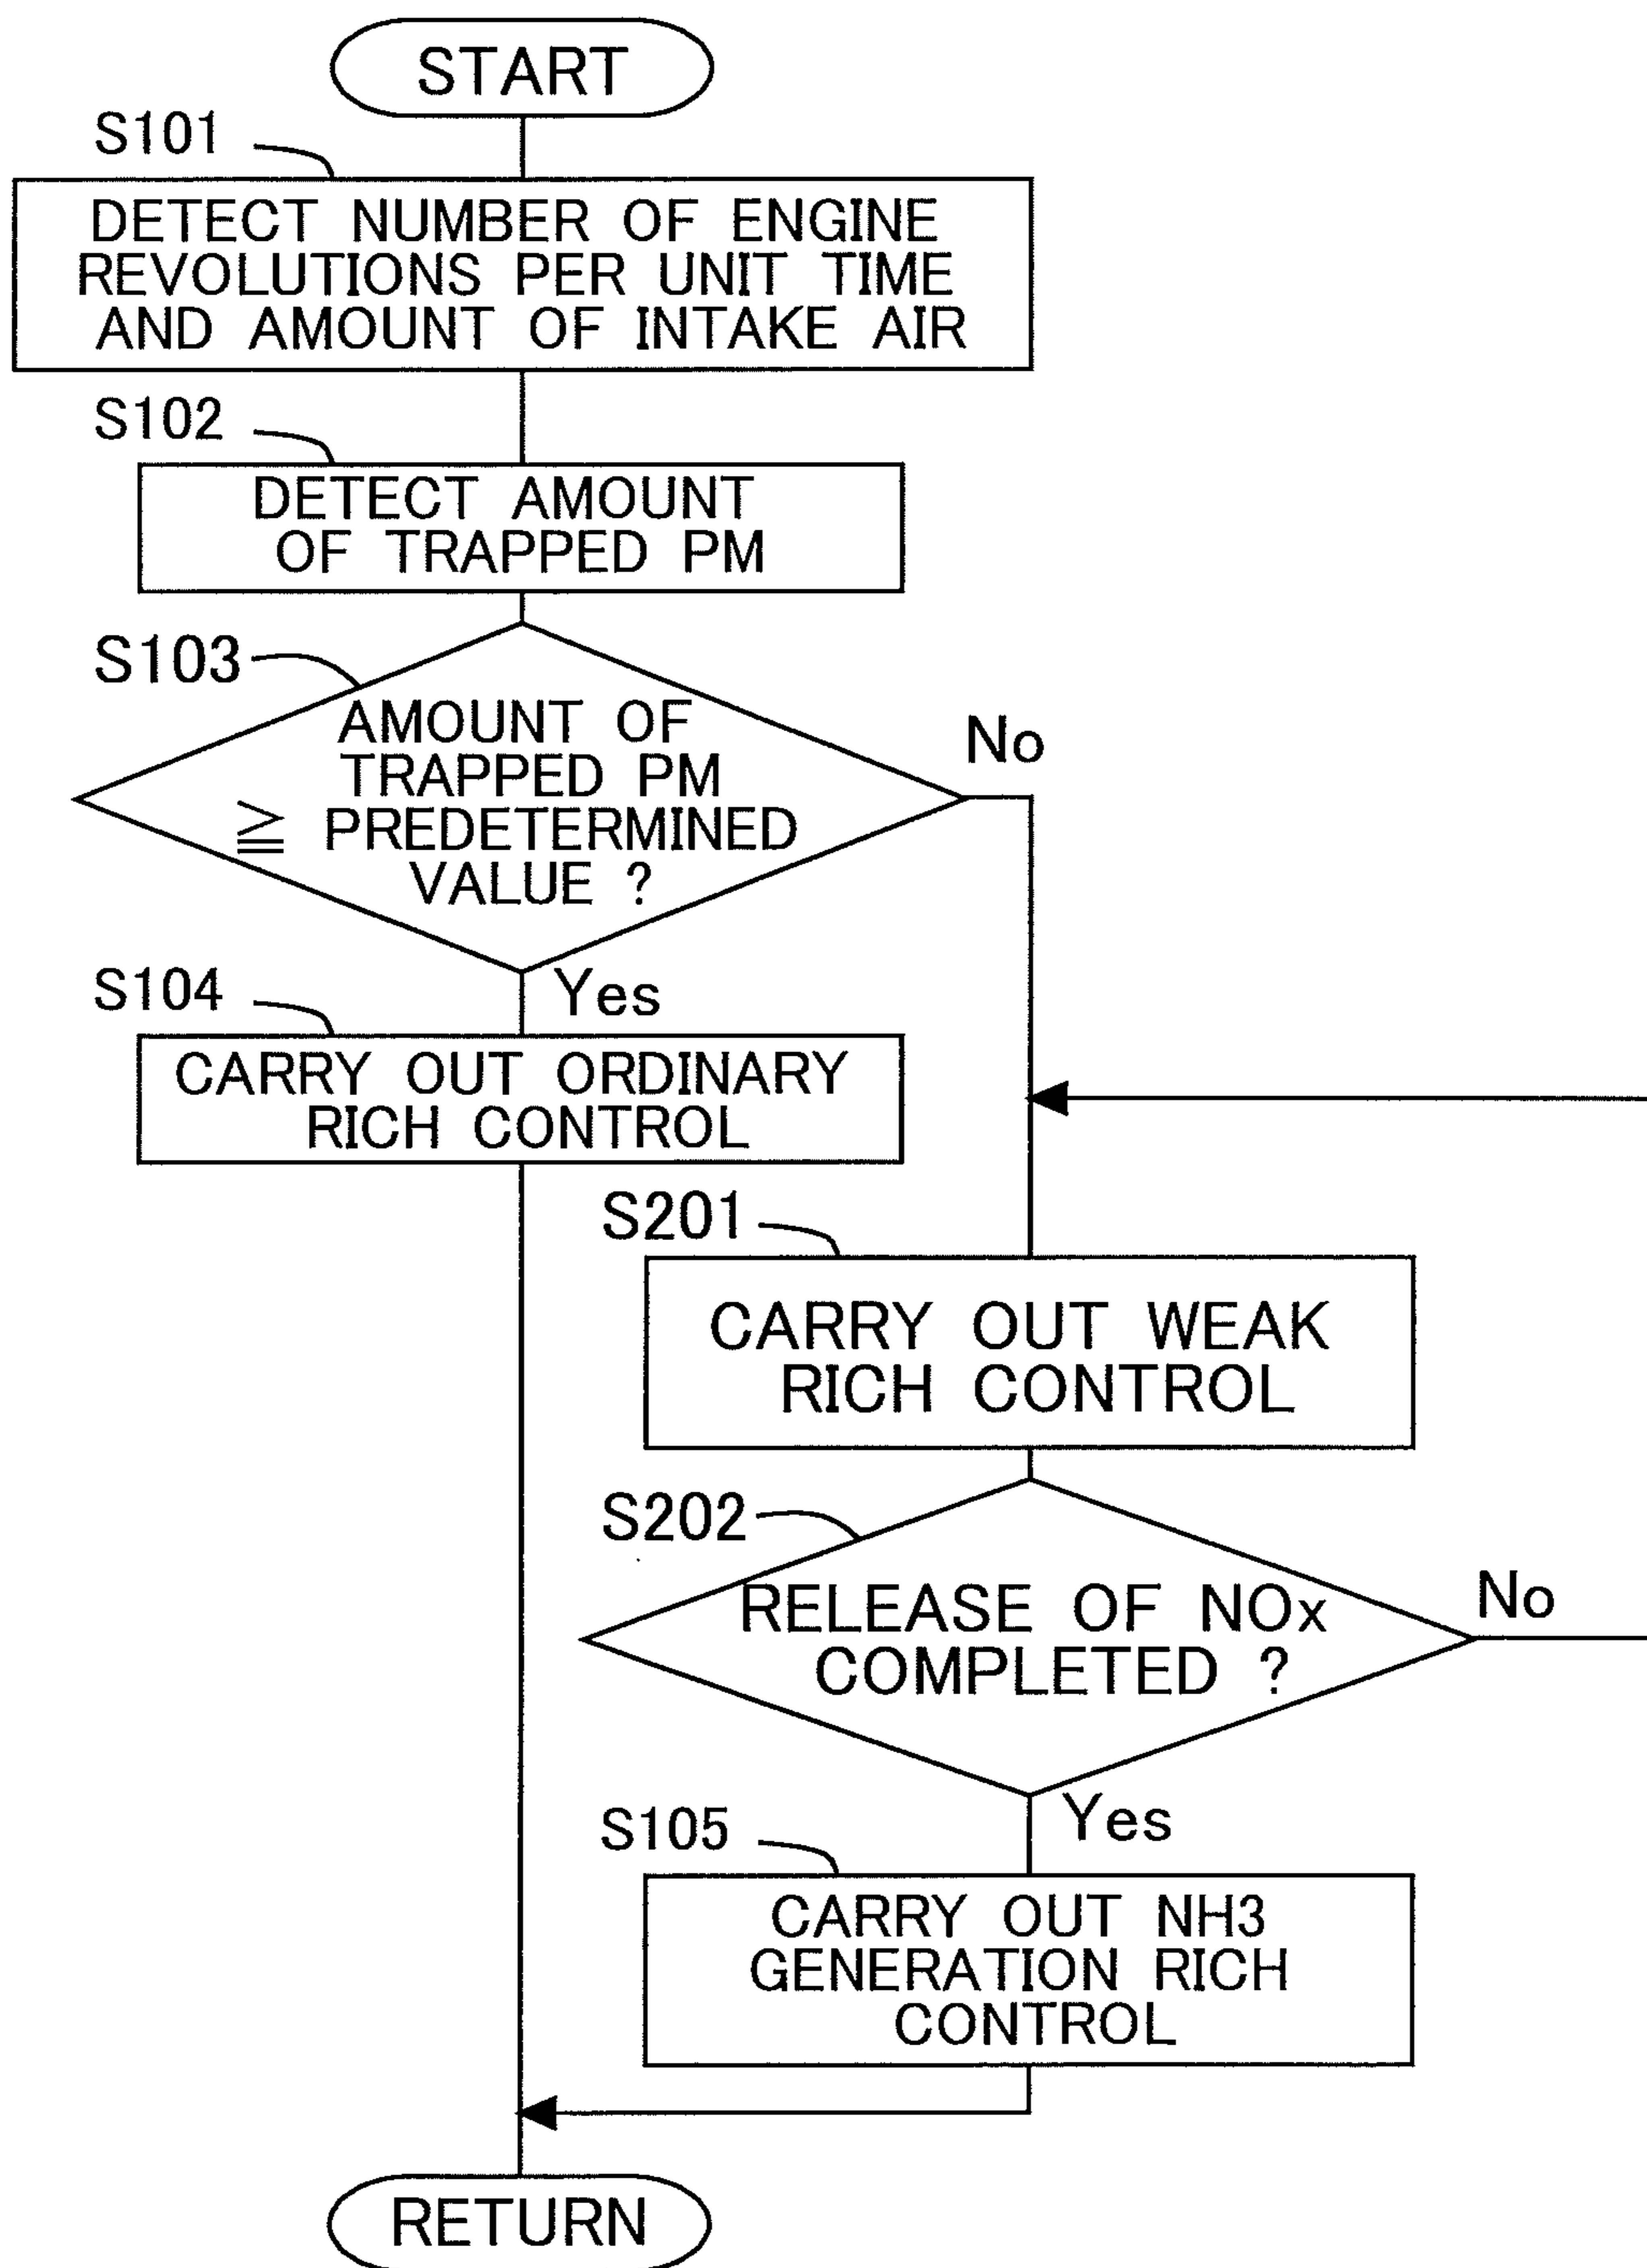 START
S101
DETECT NUMBER OF ENGINE
REVOLUTIONS PER UNIT TIME
AND AMOUNT OF INTAKE AIR
S102
DETECT AMOUNT
OF TRAPPED PM
S103
AMOUNT OF
TRAPPED PM
≧ PREDETERMINED
VALUE ?
No
Yes
S104
CARRY OUT ORDINARY
RICH CONTROL
S201
CARRY OUT WEAK
RICH CONTROL
S202
RELEASE OF NOx
COMPLETED ?
No
Yes
S105
CARRY OUT NH3
GENERATION RICH
CONTROL
RETURN